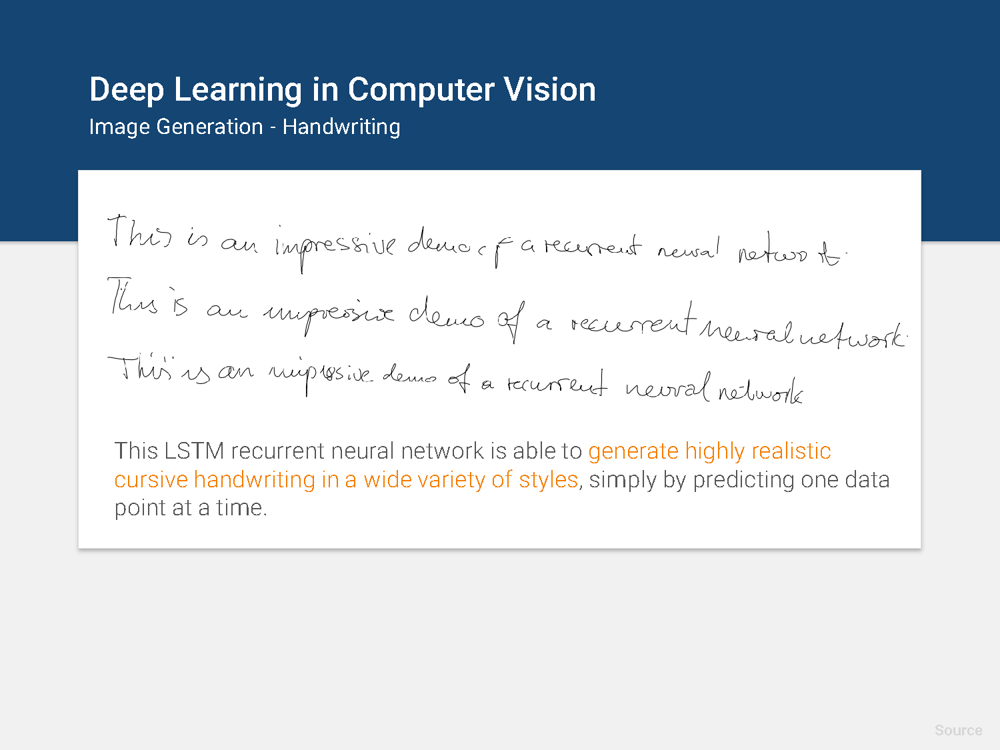 Deep Learning in Computer Vision
Image Generation - Handwriting
This is an impressive demo of a recurrent neural network.
This is an impressive demo of a recurrent neural network.
This is an impressive demo of a recurrent neural network
This LSTM recurrent neural network is able to generate highly realistic
cursive handwriting in a wide variety of styles, simply by predicting one data
point at a time.
Source